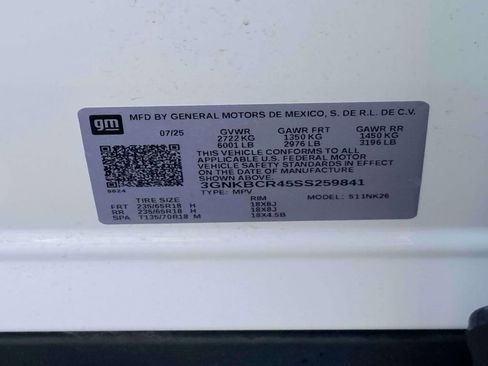 gm
MFD BY GENERAL MOTORS DE MEXICO, S. DE R.L. DE C.V.
07/25 GVWR GAWR FRT GAWR RR
2722 KG 1350 KG 1450 KG
6001 LB 2976 LB 3196 LB
THIS VEHICLE CONFORMS TO ALL
APPLICABLE U.S. FEDERAL MOTOR
VEHICLE SAFETY STANDARDS IN EFFECT
ON THE DATE OF MANUFACTURE
SHOWN ABOVE.
3GNKBCR45SS259841
TYPE: MPV MODEL: 511NK26
TIRE SIZE RIM
FRT 235/65R18 H 18X8J
RR 235/65R18 H 18X8J
SPA T135/70R18 M 18X4.5B